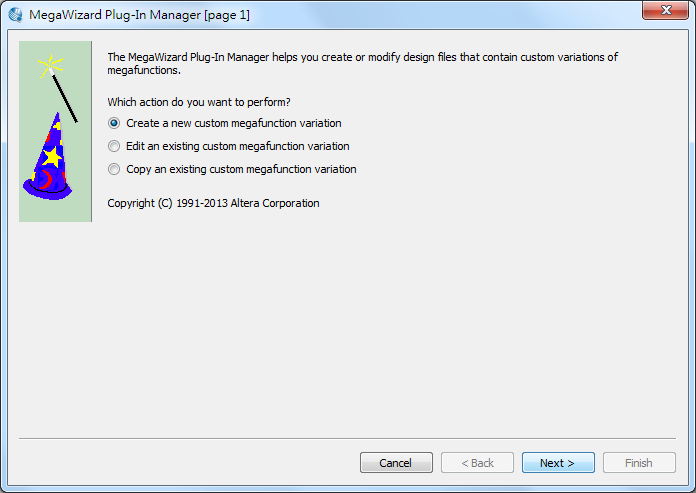 MegaWizard Plug-In Manager [page 1]
The MegaWizard Plug-In Manager helps you create or modify design files that contain custom variations of
megafunctions.
Which action do you want to perform?
Create a new custom megafunction variation
Edit an existing custom megafunction variation
Copy an existing custom megafunction variation
Copyright (C) 1991-2013 Altera Corporation
Cancel
< Back
Next >
Finish